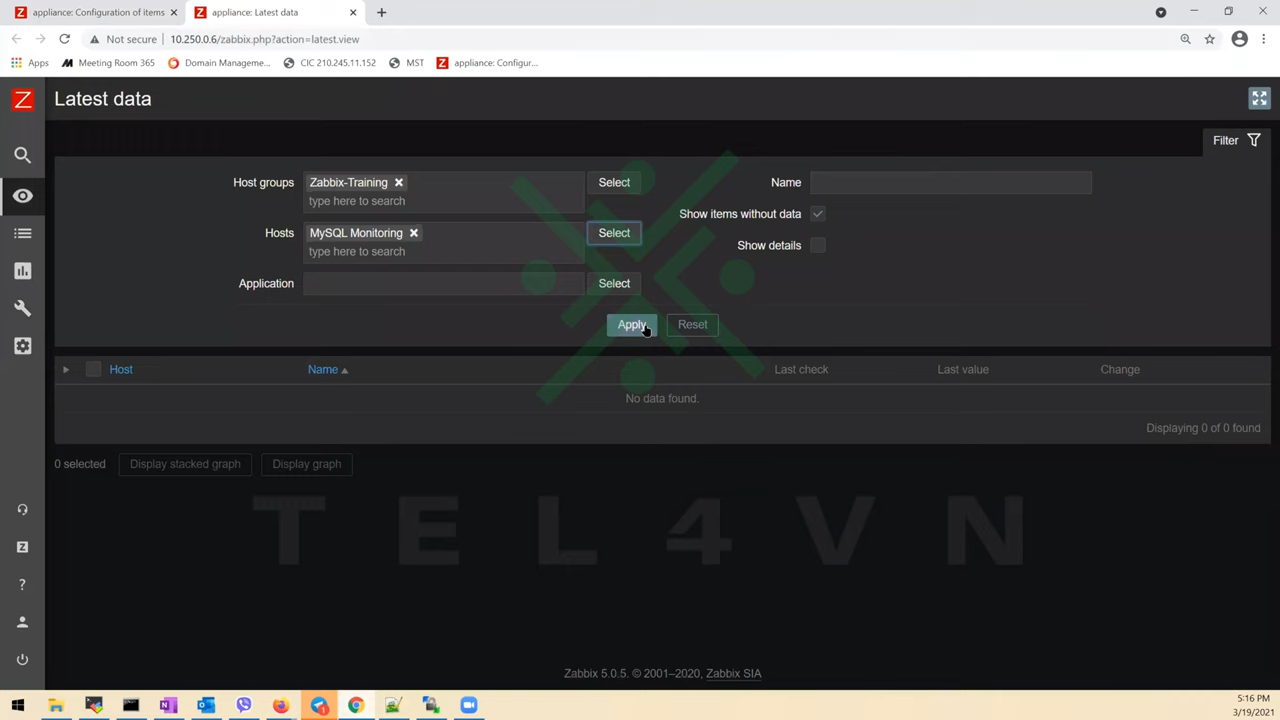 appliance: Configuration of items
appliance: Latest data
Not secure
10.250.0.6/zabbix.php?action=latest.view
Apps
Meeting Room 365
Domain Manageme...
CIC 210.245.11.152
MST
appliance: Configur...
Z
Latest data
Filter
Host groups
Zabbix-Training
Select
type here to search
Name
Show items without data
Hosts
MySQL Monitoring
Select
type here to search
Show details
Application
Select
Apply
Reset
Host
Name
Last check
Last value
Change
No data found.
Displaying 0 of 0 found
0 selected
Display stacked graph
Display graph
TEL4VN
Z
?
Zabbix 5.0.5. © 2001–2020, Zabbix SIA
5:16 PM
3/19/2021